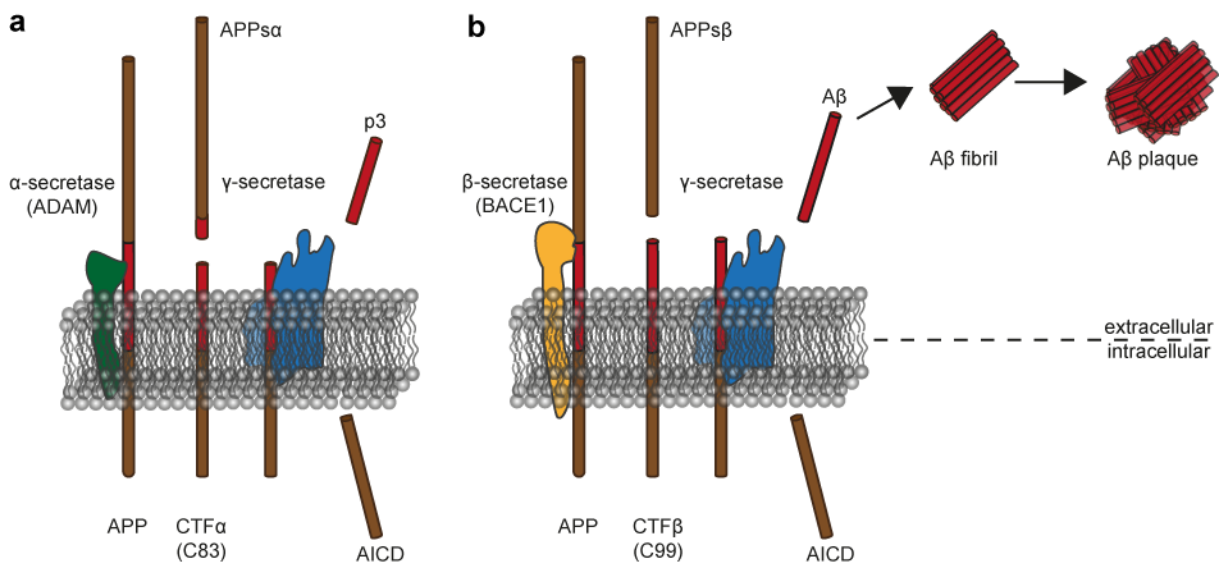 a
APPsα
p3
α-secretase
(ADAM)
γ-secretase
APP
CTFα
(C83)
AICD
b
APPsβ
Aβ
β-secretase
(BACE1)
γ-secretase
Aβ fibril
Aβ plaque
extracellular
intracellular
APP
CTFβ
(C99)
AICD